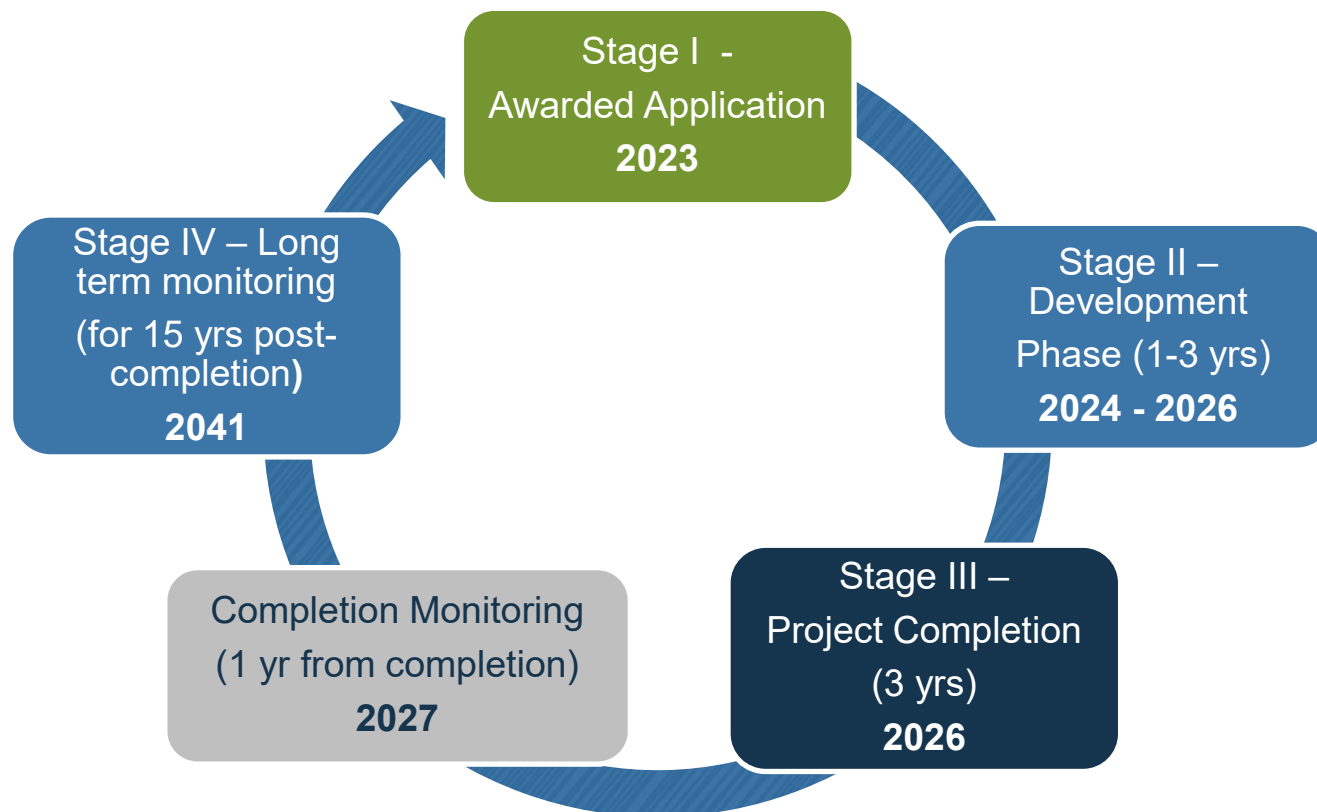 Stage I  -
Awarded Application
2023
Stage II –
Development
Phase (1-3 yrs)
2024 - 2026
Stage III –
Project Completion
(3 yrs)
2026
Completion Monitoring
(1 yr from completion)
2027
Stage IV – Long
term monitoring
(for 15 yrs post-
completion)
2041